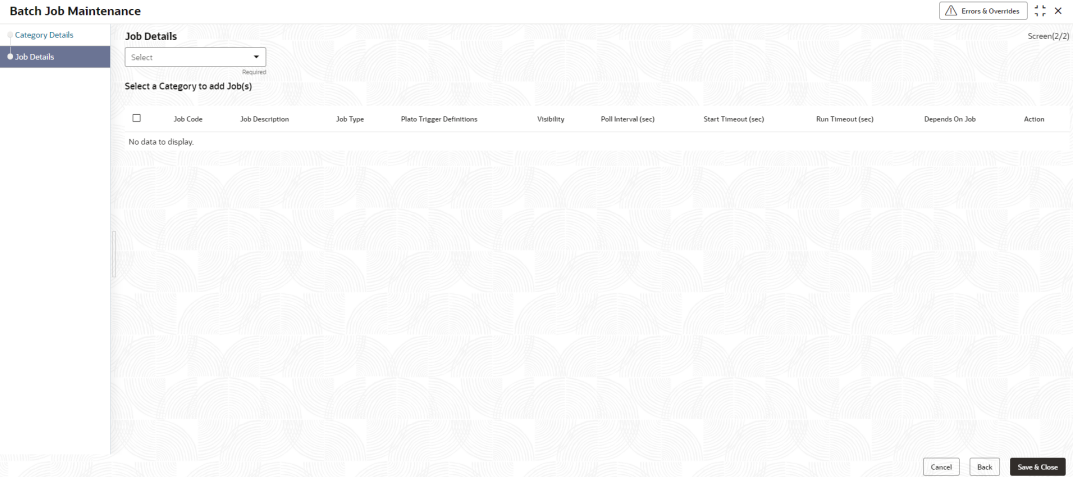 Batch Job Maintenance
Errors & Overrides
Category Details
Job Details
Job Details
Screen(2/2)
Select
Required
Select a Category to add Job(s)
Job Code Job Description Job Type Plato Trigger Definitions Visibility Poll Interval (sec) Start Timeout (sec) Run Timeout (sec) Depends On Job Action
No data to display.
Cancel Back Save & Close